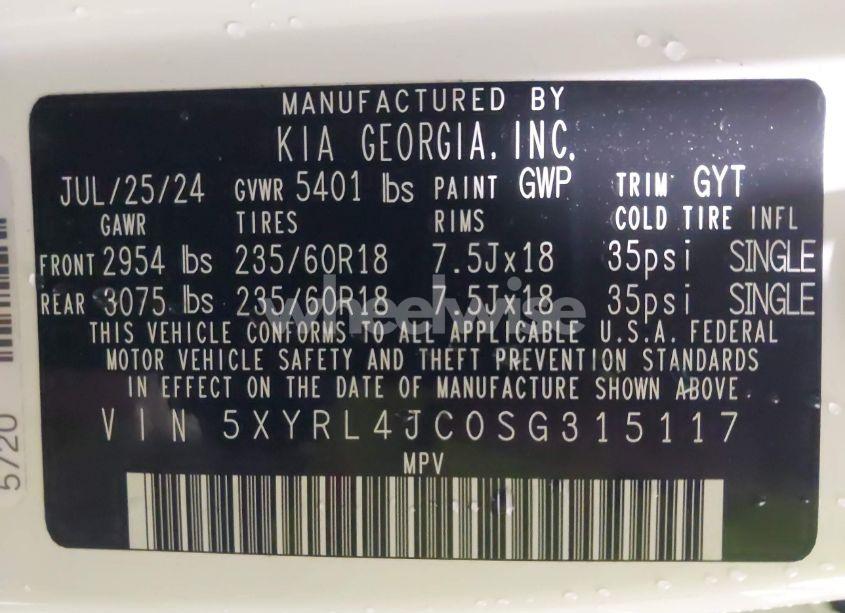 MANUFACTURED BY
KIA GEORGIA, INC.
JUL/25/24 GVWR 5401 lbs PAINT GWP TRIM GYT
GAWR TIRES RIMS COLD TIRE INFL
FRONT 2954 lbs 235/60R18 7.5Jx18 35psi SINGLE
REAR 3075 lbs 235/60R18 7.5Jx18 35psi SINGLE
wheelwise
THIS VEHICLE CONFORMS TO ALL APPLICABLE U.S.A. FEDERAL
MOTOR VEHICLE SAFETY AND THEFT PREVENTION STANDARDS
IN EFFECT ON THE DATE OF MANUFACTURE SHOWN ABOVE.
VIN 5XYRL4JC0SG315117
MPV
5720